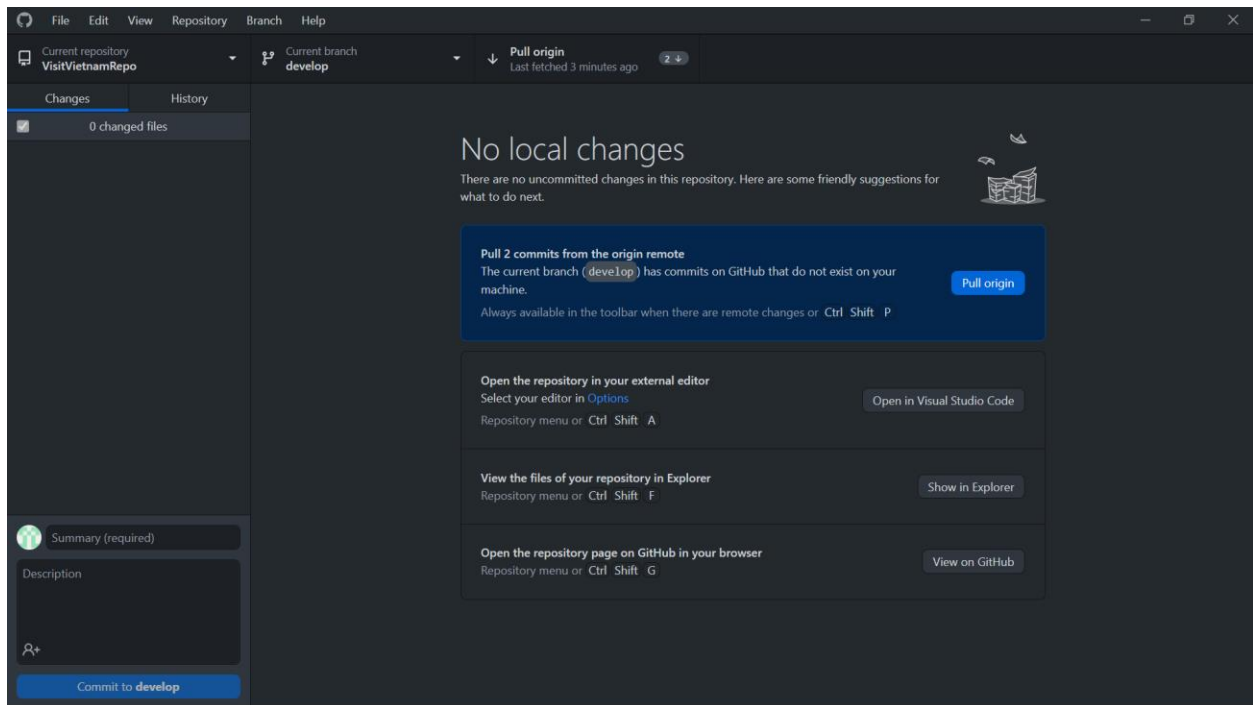 File Edit View Repository Branch Help
Current repository
VisitVietnamRepo
Current branch
develop
Pull origin
Last fetched 3 minutes ago
2
Changes History
0 changed files
No local changes
There are no uncommitted changes in this repository. Here are some friendly suggestions for
what to do next.
Pull 2 commits from the origin remote
The current branch (develop) has commits on GitHub that do not exist on your
machine.
Always available in the toolbar when there are remote changes or Ctrl Shift P
Pull origin
Open the repository in your external editor
Select your editor in Options
Repository menu or Ctrl Shift A
Open in Visual Studio Code
View the files of your repository in Explorer
Repository menu or Ctrl Shift F
Show in Explorer
Open the repository page on GitHub in your browser
Repository menu or Ctrl Shift G
View on GitHub
Summary (required)
Description
Commit to develop